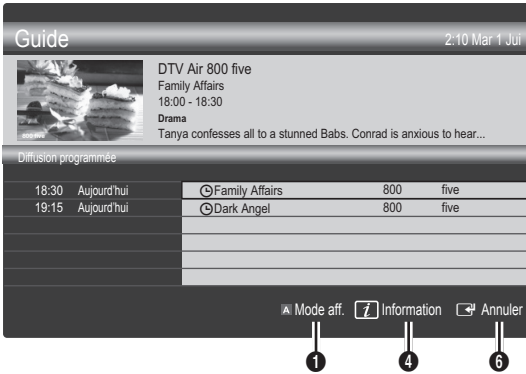 Guide 2:10 Mar 1 Jui
DTV Air 800 five
Family Affairs
18:00 - 18:30
Drama
Tanya confesses all to a stunned Babs. Conrad is anxious to hear...
Diffusion programmée
18:30 Aujourd'hui Family Affairs 800 five
19:15 Aujourd'hui Dark Angel 800 five
A Mode aff. i Information Annuler
1 4 6